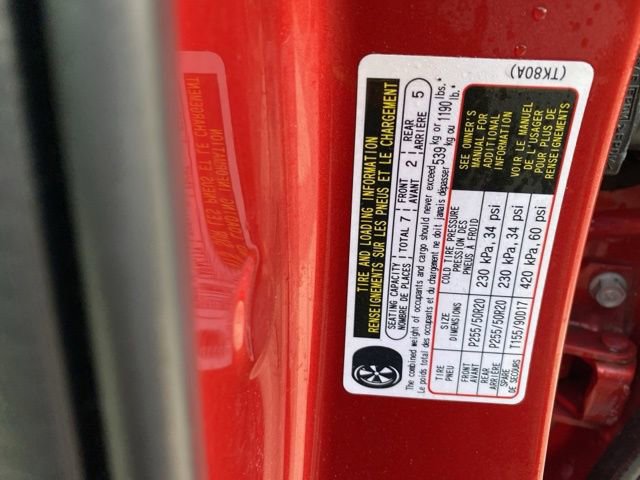 TIRE AND LOADING INFORMATION
RENSEIGNEMENTS SUR LES PNEUS ET LE CHARGEMENT
SEATING CAPACITY TOTAL 7 FRONT 2 REAR 5
NOMBRE DE PLACES AVANT ARRIÈRE
The combined weight of occupants and cargo should never exceed 539 kg or 1190 lbs.*
Le poids total des occupants et du chargement ne doit jamais dépasser kg ou lb.*
TIRE SIZE COLD TIRE PRESSURE SEE OWNER'S
PNEU DIMENSIONS PRESSION DES MANUAL FOR
PNEUS À FROID ADDITIONAL
FRONT P255/50R20 230 kPa, 34 psi INFORMATION
AVANT
REAR P255/50R20 230 kPa, 34 psi VOIR LE MANUEL
ARRIÈRE DE L'USAGER
SPARE T155/90D17 420 kPa, 60 psi POUR PLUS DE
DE SECOURS RENSEIGNEMENTS
(TK80A)